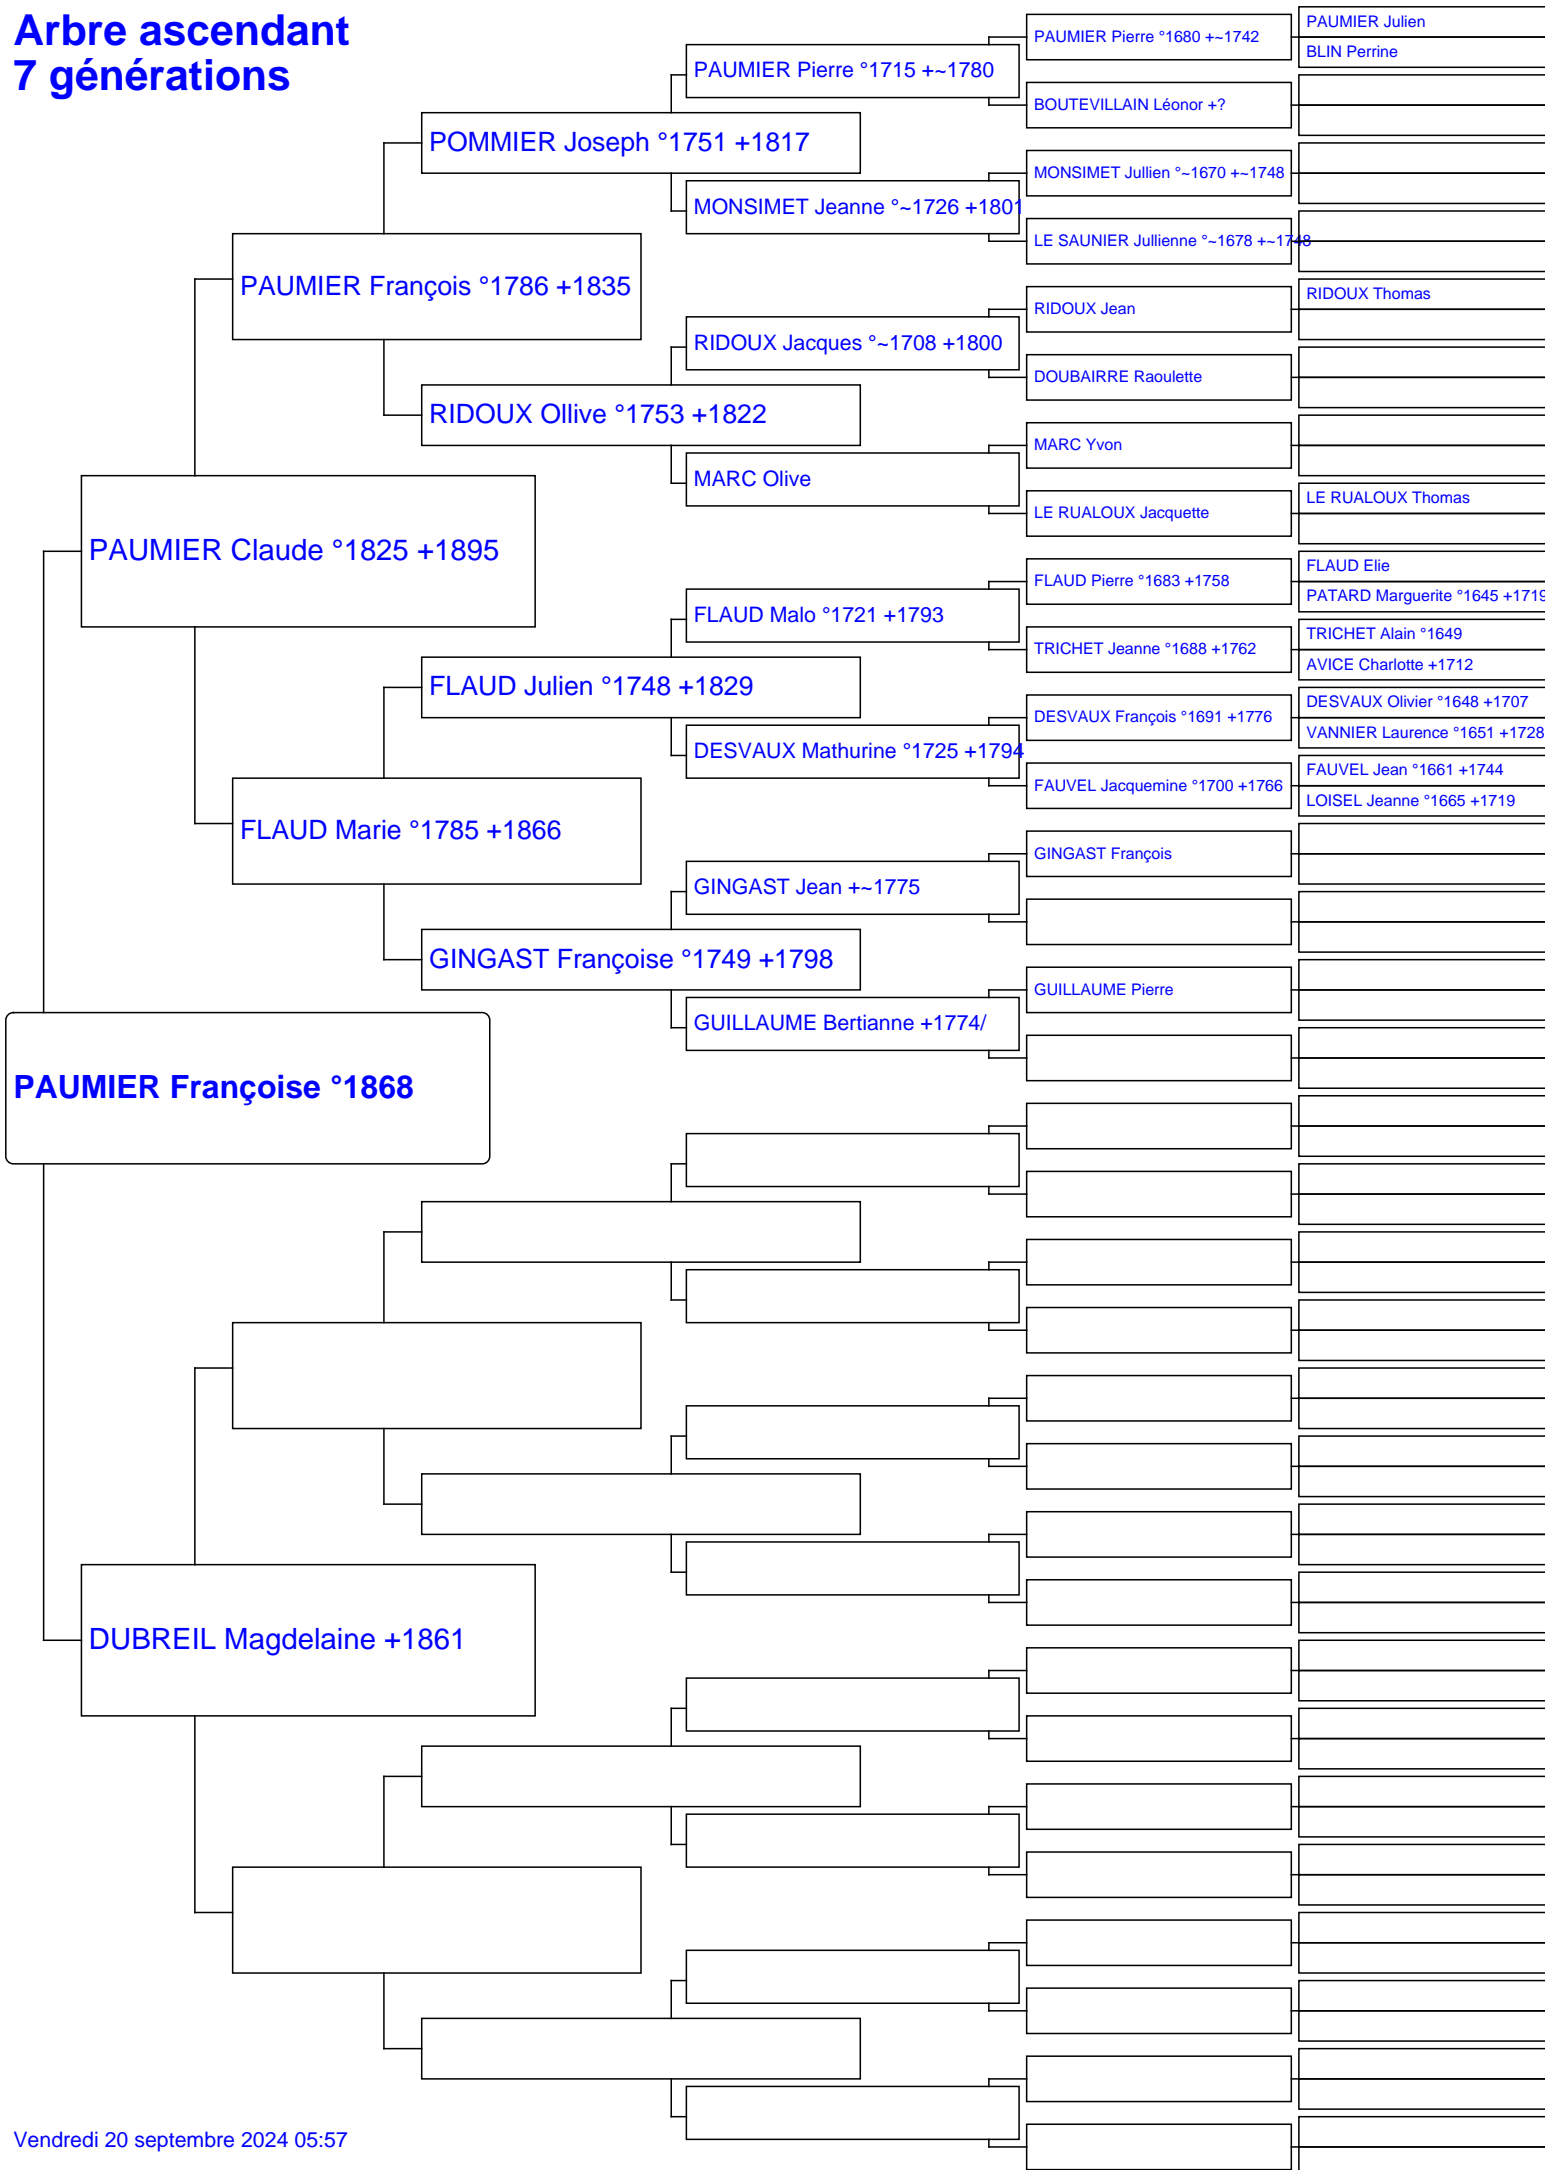 Arbre ascendant
7 générations
PAUMIER Françoise °1868
PAUMIER Claude °1825 +1895
DUBREIL Magdelaine +1861
PAUMIER François °1786 +1835
FLAUD Marie °1785 +1866
POMMIER Joseph °1751 +1817
RIDOUX Ollive °1753 +1822
FLAUD Julien °1748 +1829
GINGAST Françoise °1749 +1798
PAUMIER Pierre °1715 +~1780
MONSIMET Jeanne °~1726 +1801
RIDOUX Jacques °~1708 +1800
MARC Olive
FLAUD Malo °1721 +1793
DESVAUX Mathurine °1725 +1794
GINGAST Jean +~1775
GUILLAUME Bertianne +1774/
PAUMIER Pierre °1680 +~1742
BOUTEVILLAIN Léonor +?
MONSIMET Jullien °~1670 +~1748
LE SAUNIER Jullienne °~1678 +~1748
RIDOUX Jean
DOUBAIRRE Raoulette
MARC Yvon
LE RUALOUX Jacquette
FLAUD Pierre °1683 +1758
TRICHET Jeanne °1688 +1762
DESVAUX François °1691 +1776
FAUVEL Jacquemine °1700 +1766
GINGAST François
GUILLAUME Pierre
PAUMIER Julien
BLIN Perrine
RIDOUX Thomas
LE RUALOUX Thomas
FLAUD Elie
PATARD Marguerite °1645 +1719
TRICHET Alain °1649
AVICE Charlotte +1712
DESVAUX Olivier °1648 +1707
VANNIER Laurence °1651 +1728
FAUVEL Jean °1661 +1744
LOISEL Jeanne °1665 +1719
Vendredi 20 septembre 2024 05:57